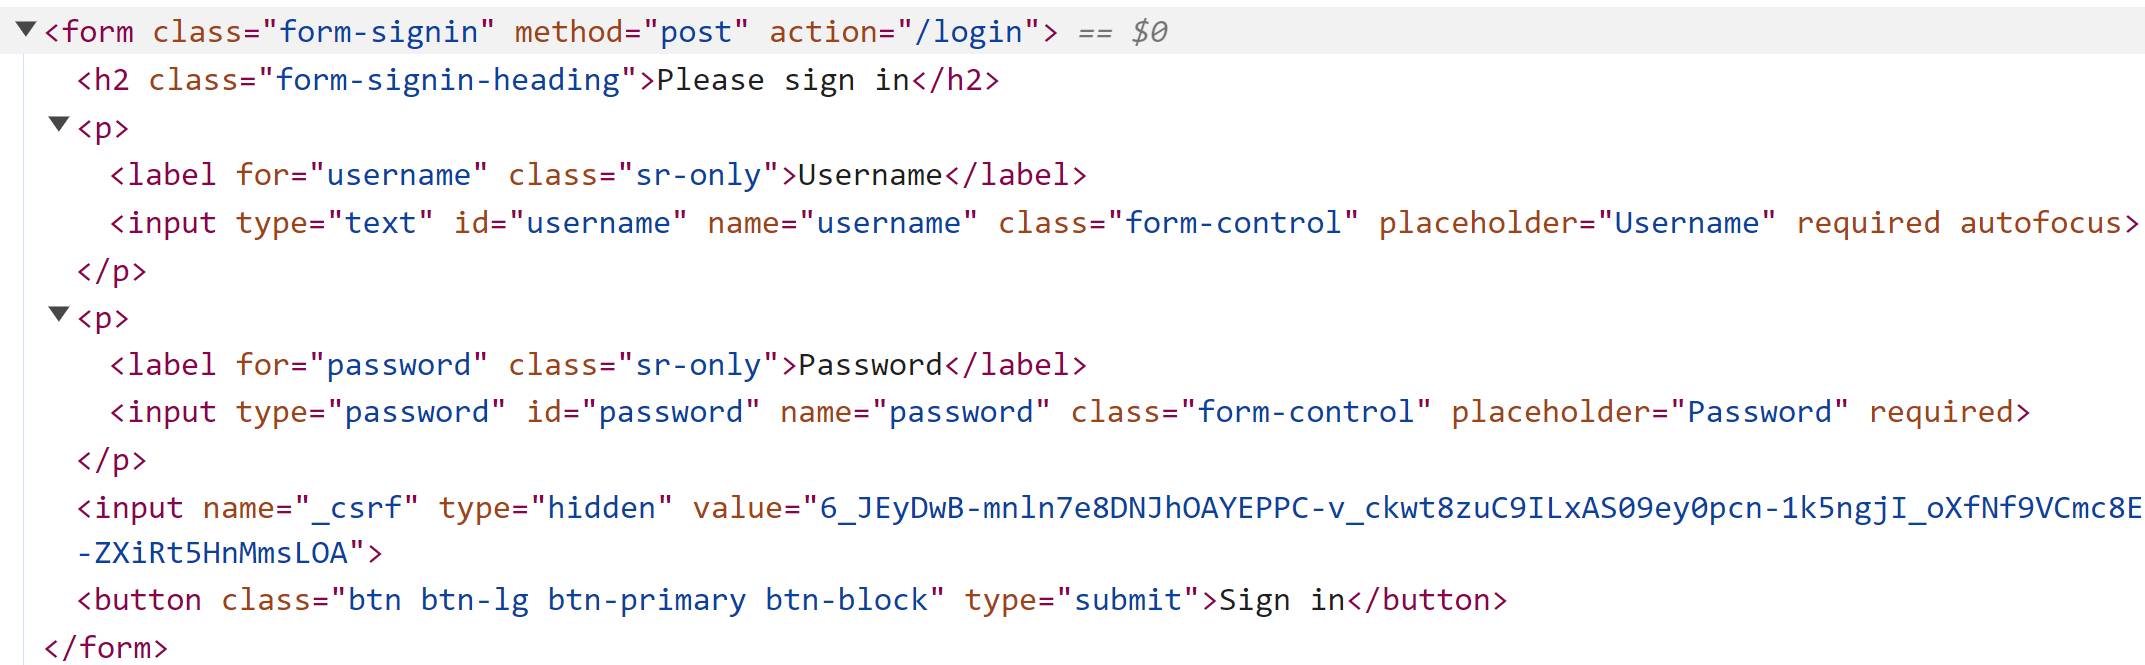 <form class="form-signin" method="post" action="/login"> == $0
<h2 class="form-signin-heading">Please sign in</h2>
<p>
<label for="username" class="sr-only">Username</label>
<input type="text" id="username" name="username" class="form-control" placeholder="Username" required autofocus>
</p>
<p>
<label for="password" class="sr-only">Password</label>
<input type="password" id="password" name="password" class="form-control" placeholder="Password" required>
</p>
<input name="_csrf" type="hidden" value="6_JEyDwB-mnln7e8DNJhOAYEPPC-v_ckwt8zuC9ILxAS09ey0pcn-1k5ngjI_oXfNf9VCmc8E
-ZXiRt5HnMmsLOA">
<button class="btn btn-lg btn-primary btn-block" type="submit">Sign in</button>
</form>